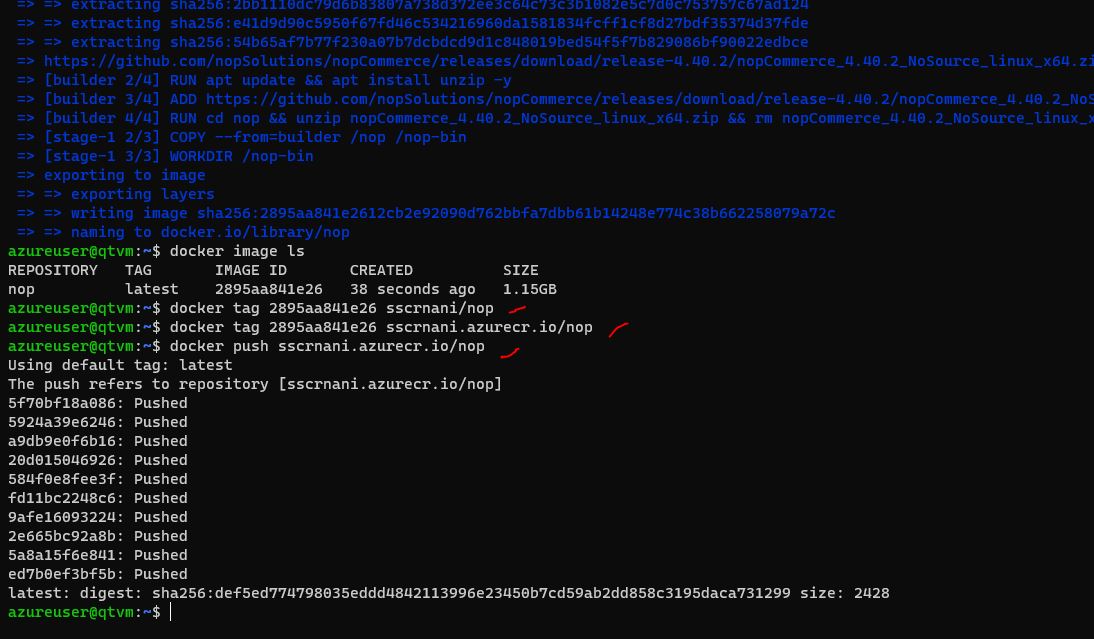 => => extracting sha256:2bb1110dc79d6b83807a738d372ee3c64c73c3b1082e5c7d0c753757c67ad124
=> => extracting sha256:e41d9d90c5950f67fd46c534216960da1581834fcff1cf8d27bdf35374d37fde
=> => extracting sha256:54b65af7b77f230a07b7dcbdcd9d1c848019bed54f5f7b829086bf90022edbce
=> https://github.com/nopSolutions/nopCommerce/releases/download/release-4.40.2/nopCommerce_4.40.2_NoSource_linux_x64.zi
=> [builder 2/4] RUN apt update && apt install unzip -y
=> [builder 3/4] ADD https://github.com/nopSolutions/nopCommerce/releases/download/release-4.40.2/nopCommerce_4.40.2_NoS
=> [builder 4/4] RUN cd nop && unzip nopCommerce_4.40.2_NoSource_linux_x64.zip && rm nopCommerce_4.40.2_NoSource_linux_x
=> [stage-1 2/3] COPY --from=builder /nop /nop-bin
=> [stage-1 3/3] WORKDIR /nop-bin
=> exporting to image
=> => exporting layers
=> => writing image sha256:2895aa841e2612cb2e92090d762bbfa7dbb61b14248e774c38b662258079a72c
=> => naming to docker.io/library/nop
azureuser@qtvm:~$ docker image ls
REPOSITORY   TAG       IMAGE ID       CREATED          SIZE
nop          latest    2895aa841e26   38 seconds ago   1.15GB
azureuser@qtvm:~$ docker tag 2895aa841e26 sscrnani/nop
azureuser@qtvm:~$ docker tag 2895aa841e26 sscrnani.azurecr.io/nop
azureuser@qtvm:~$ docker push sscrnani.azurecr.io/nop
Using default tag: latest
The push refers to repository [sscrnani.azurecr.io/nop]
5f70bf18a086: Pushed
5924a39e6246: Pushed
a9db9e0f6b16: Pushed
20d015046926: Pushed
584f0e8fee3f: Pushed
fd11bc2248c6: Pushed
9afe16093224: Pushed
2e665bc92a8b: Pushed
5a8a15f6e841: Pushed
ed7b0ef3bf5b: Pushed
latest: digest: sha256:def5ed774798035eddd4842113996e23450b7cd59ab2dd858c3195daca731299 size: 2428
azureuser@qtvm:~$